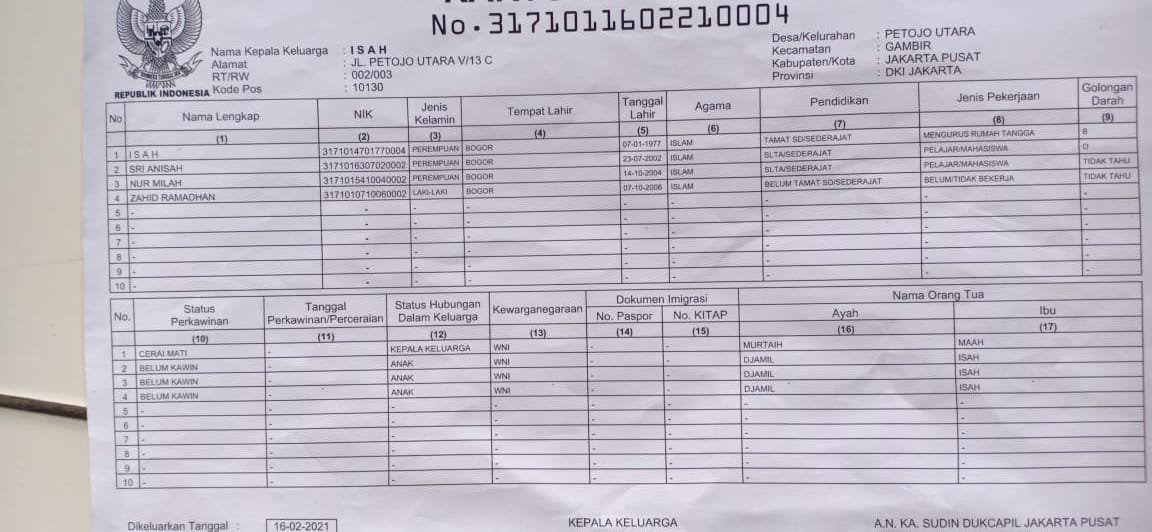 No.3171011602210004
Nama Kepala Keluarga : ISAH
Alamat : JL. PETOJO UTARA V/13 C
RT/RW : 002/003
Kode Pos : 10130
Desa/Kelurahan : PETOJO UTARA
Kecamatan : GAMBIR
Kabupaten/Kota : JAKARTA PUSAT
Provinsi : DKI JAKARTA
REPUBLIK INDONESIA
No Nama Lengkap NIK Jenis Kelamin Tempat Lahir Tanggal Lahir Agama Pendidikan Jenis Pekerjaan Golongan Darah
(1) (2) (3) (4) (5) (6) (7) (8) (9)
1 ISAH 3171014701770004 PEREMPUAN BOGOR 07-01-1977 ISLAM TAMAT SD/SEDERAJAT MENGURUS RUMAH TANGGA B
2 SRI ANISAH 3171016307020002 PEREMPUAN BOGOR 23-07-2002 ISLAM SLTA/SEDERAJAT PELAJAR/MAHASISWA O
3 NUR MILAH 3171015410040002 PEREMPUAN BOGOR 14-10-2004 ISLAM SLTA/SEDERAJAT PELAJAR/MAHASISWA TIDAK TAHU
4 ZAHID RAMADHAN 3171010710060002 LAKI-LAKI BOGOR 07-10-2006 ISLAM BELUM TAMAT SD/SEDERAJAT BELUM/TIDAK BEKERJA TIDAK TAHU
5 - - - - - - - - -
6 - - - - - - - - -
7 - - - - - - - - -
8 - - - - - - - - -
9 - - - - - - - - -
10 - - - - - - - - -
No. Status Perkawinan Tanggal Perkawinan/Perceraian Status Hubungan Dalam Keluarga Kewarganegaraan Dokumen Imigrasi Nama Orang Tua
No. Paspor No. KITAP Ayah Ibu
(10) (11) (12) (13) (14) (15) (16) (17)
1 CERAI MATI - KEPALA KELUARGA WNI - - MURTAIH MAAH
2 BELUM KAWIN - ANAK WNI - - DJAMIL ISAH
3 BELUM KAWIN - ANAK WNI - - DJAMIL ISAH
4 BELUM KAWIN - ANAK WNI - - DJAMIL ISAH
5 - - - - - - - -
6 - - - - - - - -
7 - - - - - - - -
8 - - - - - - - -
9 - - - - - - - -
10 - - - - - - - -
Dikeluarkan Tanggal : 16-02-2021
KEPALA KELUARGA
A.N. KA. SUDIN DUKCAPIL JAKARTA PUSAT